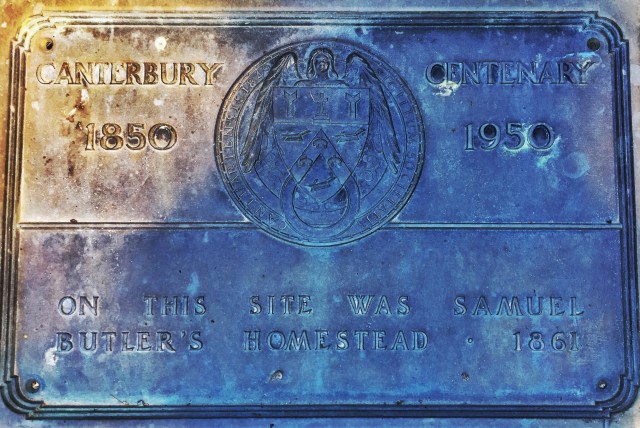 CANTERBURY CENTENARY
1850 1950
ON THIS SITE WAS SAMUEL
BUTLER'S HOMESTEAD · 1861